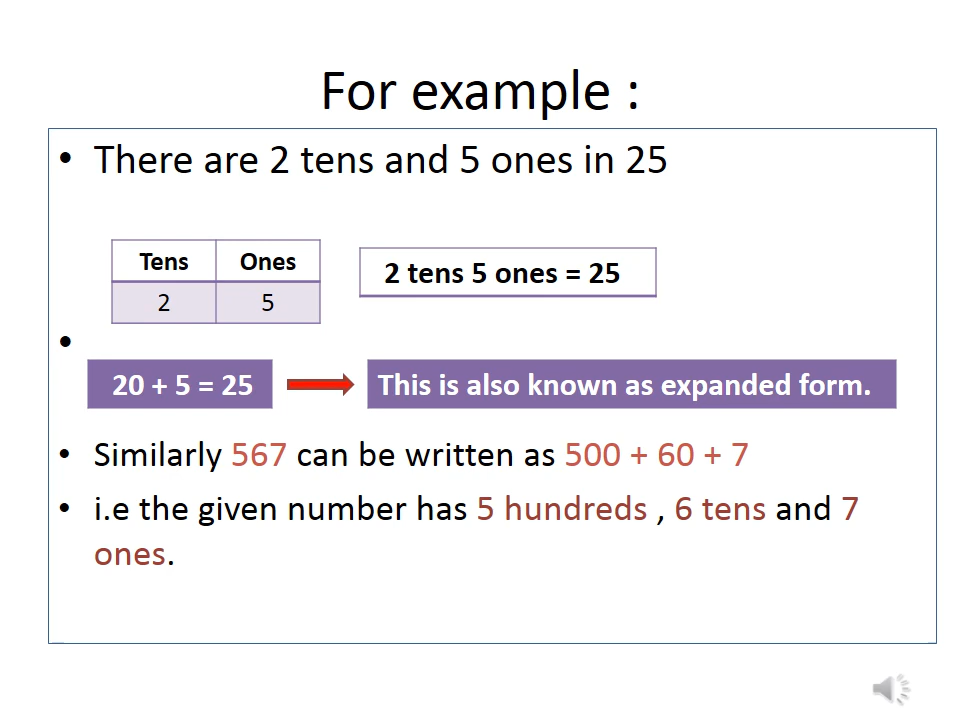 For example :
• There are 2 tens and 5 ones in 25
Tens Ones
2 5
2 tens 5 ones = 25
•
20 + 5 = 25
This is also known as expanded form.
• Similarly 567 can be written as 500 + 60 + 7
• i.e the given number has 5 hundreds , 6 tens and 7
ones.